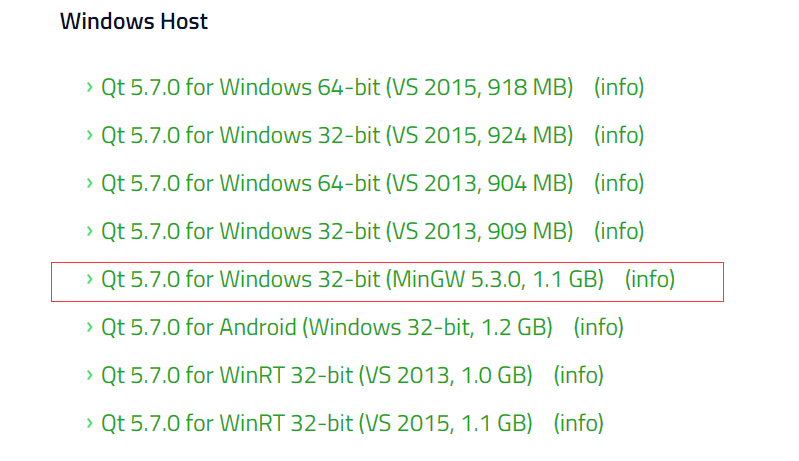 Windows Host
› Qt 5.7.0 for Windows 64-bit (VS 2015, 918 MB) (info)
› Qt 5.7.0 for Windows 32-bit (VS 2015, 924 MB) (info)
› Qt 5.7.0 for Windows 64-bit (VS 2013, 904 MB) (info)
› Qt 5.7.0 for Windows 32-bit (VS 2013, 909 MB) (info)
› Qt 5.7.0 for Windows 32-bit (MinGW 5.3.0, 1.1 GB) (info)
› Qt 5.7.0 for Android (Windows 32-bit, 1.2 GB) (info)
› Qt 5.7.0 for WinRT 32-bit (VS 2013, 1.0 GB) (info)
› Qt 5.7.0 for WinRT 32-bit (VS 2015, 1.1 GB) (info)